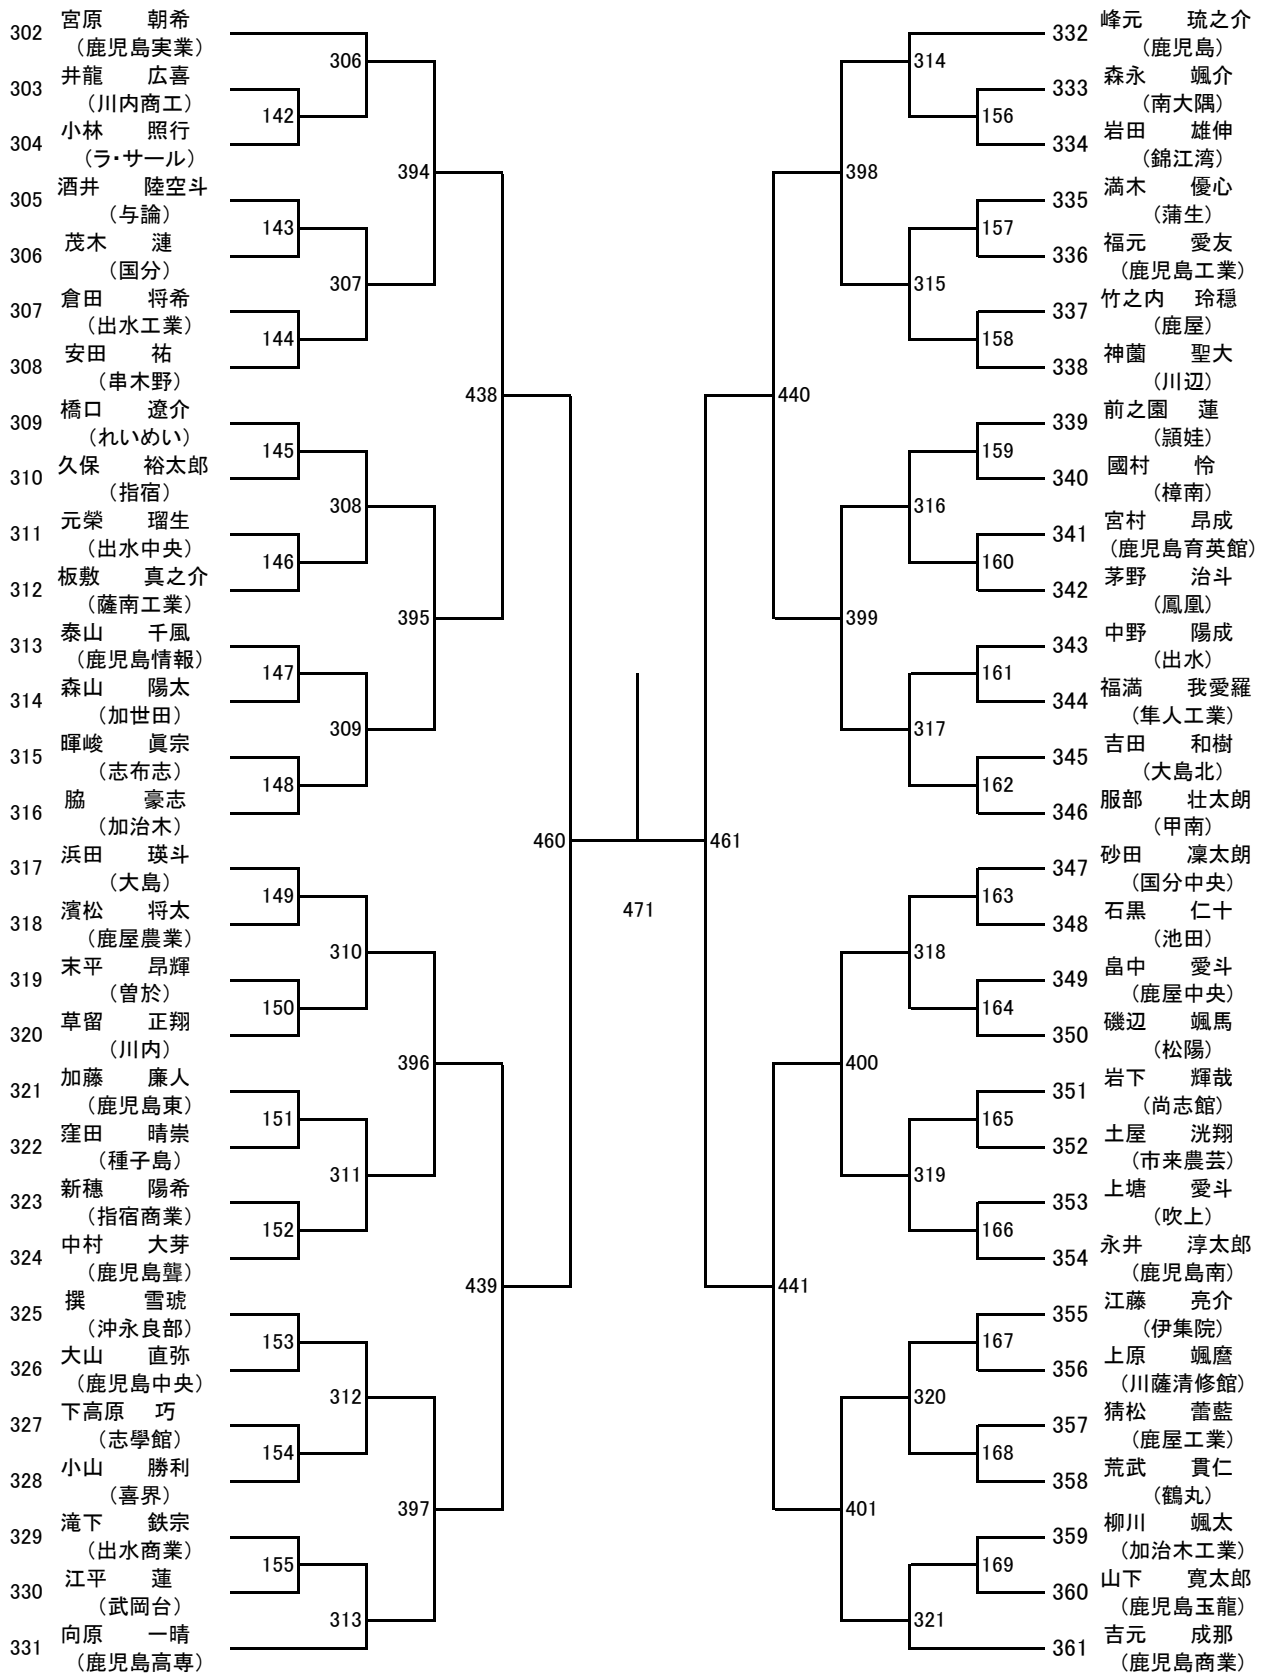 302 宮原 朝希
（鹿児島実業）
303 井龍 広喜
（川内商工）
304 小林 照行
（ラ・サール）
305 酒井 陸空斗
（与論）
306 茂木 漣
（国分）
307 倉田 将希
（出水工業）
308 安田 祐
（串木野）
309 橋口 遼介
（れいめい）
310 久保 裕太郎
（指宿）
311 元榮 瑠生
（出水中央）
312 板敷 真之介
（薩南工業）
313 泰山 千風
（鹿児島情報）
314 森山 陽太
（加世田）
315 暉峻 眞宗
（志布志）
316 脇 豪志
（加治木）
317 浜田 瑛斗
（大島）
318 濱松 将太
（鹿屋農業）
319 末平 昂輝
（曽於）
320 草留 正翔
（川内）
321 加藤 廉人
（鹿児島東）
322 窪田 晴崇
（種子島）
323 新穂 陽希
（指宿商業）
324 中村 大芽
（鹿児島聾）
325 撰 雪琥
（沖永良部）
326 大山 直弥
（鹿児島中央）
327 下高原 巧
（志學館）
328 小山 勝利
（喜界）
329 滝下 鉄宗
（出水商業）
330 江平 蓮
（武岡台）
331 向原 一晴
（鹿児島高専）
142
143
144
145
146
147
148
149
150
151
152
153
154
155
306
307
308
309
310
311
312
313
394
395
396
397
438
439
460
471
461
440
441
398
399
400
401
314
315
316
317
318
319
320
321
156
157
158
159
160
161
162
163
164
165
166
167
168
169
332 峰元 琉之介
（鹿児島）
333 森永 颯介
（南大隅）
334 岩田 雄伸
（錦江湾）
335 満木 優心
（蒲生）
336 福元 愛友
（鹿児島工業）
337 竹之内 玲穏
（鹿屋）
338 神薗 聖大
（川辺）
339 前之園 蓮
（頴娃）
340 國村 怜
（樟南）
341 宮村 昂成
（鹿児島育英館）
342 茅野 治斗
（鳳凰）
343 中野 陽成
（出水）
344 福満 我愛羅
（隼人工業）
345 吉田 和樹
（大島北）
346 服部 壮太朗
（甲南）
347 砂田 凜太朗
（国分中央）
348 石黒 仁十
（池田）
349 畠中 愛斗
（鹿屋中央）
350 磯辺 颯馬
（松陽）
351 岩下 輝哉
（尚志館）
352 土屋 洸翔
（市来農芸）
353 上塘 愛斗
（吹上）
354 永井 淳太郎
（鹿児島南）
355 江藤 亮介
（伊集院）
356 上原 颯麿
（川薩清修館）
357 猜松 蕾藍
（鹿屋工業）
358 荒武 貫仁
（鶴丸）
359 柳川 颯太
（加治木工業）
360 山下 寛太郎
（鹿児島玉龍）
361 吉元 成那
（鹿児島商業）